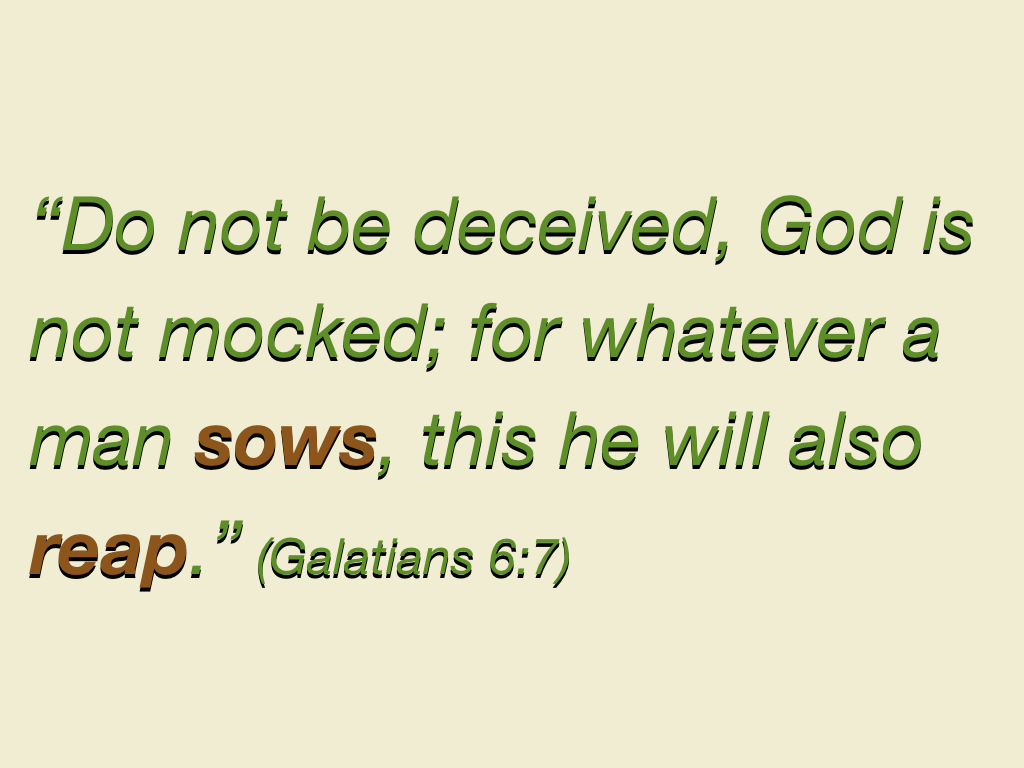 “Do not be deceived, God is
not mocked; for whatever a
man sows, this he will also
reap.” (Galatians 6:7)